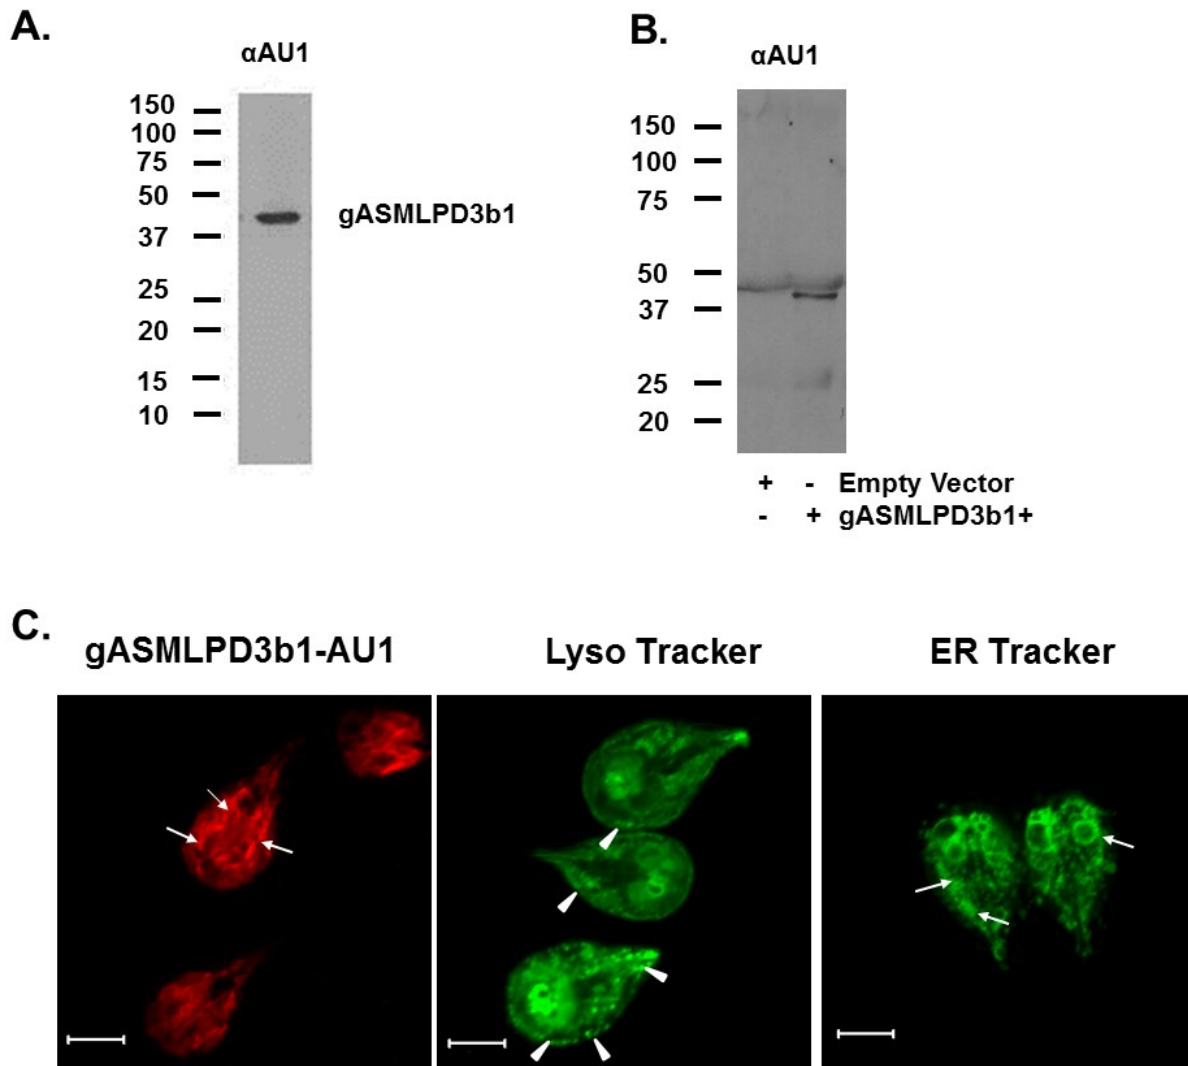 A.
αAU1
150
100
75
50
37
25
20
15
10
gASMLPD3b1
B.
αAU1
150
100
75
50
37
25
20
+ - Empty Vector
- + gASMLPD3b1+
C.
gASMLPD3b1-AU1
Lyso Tracker
ER Tracker